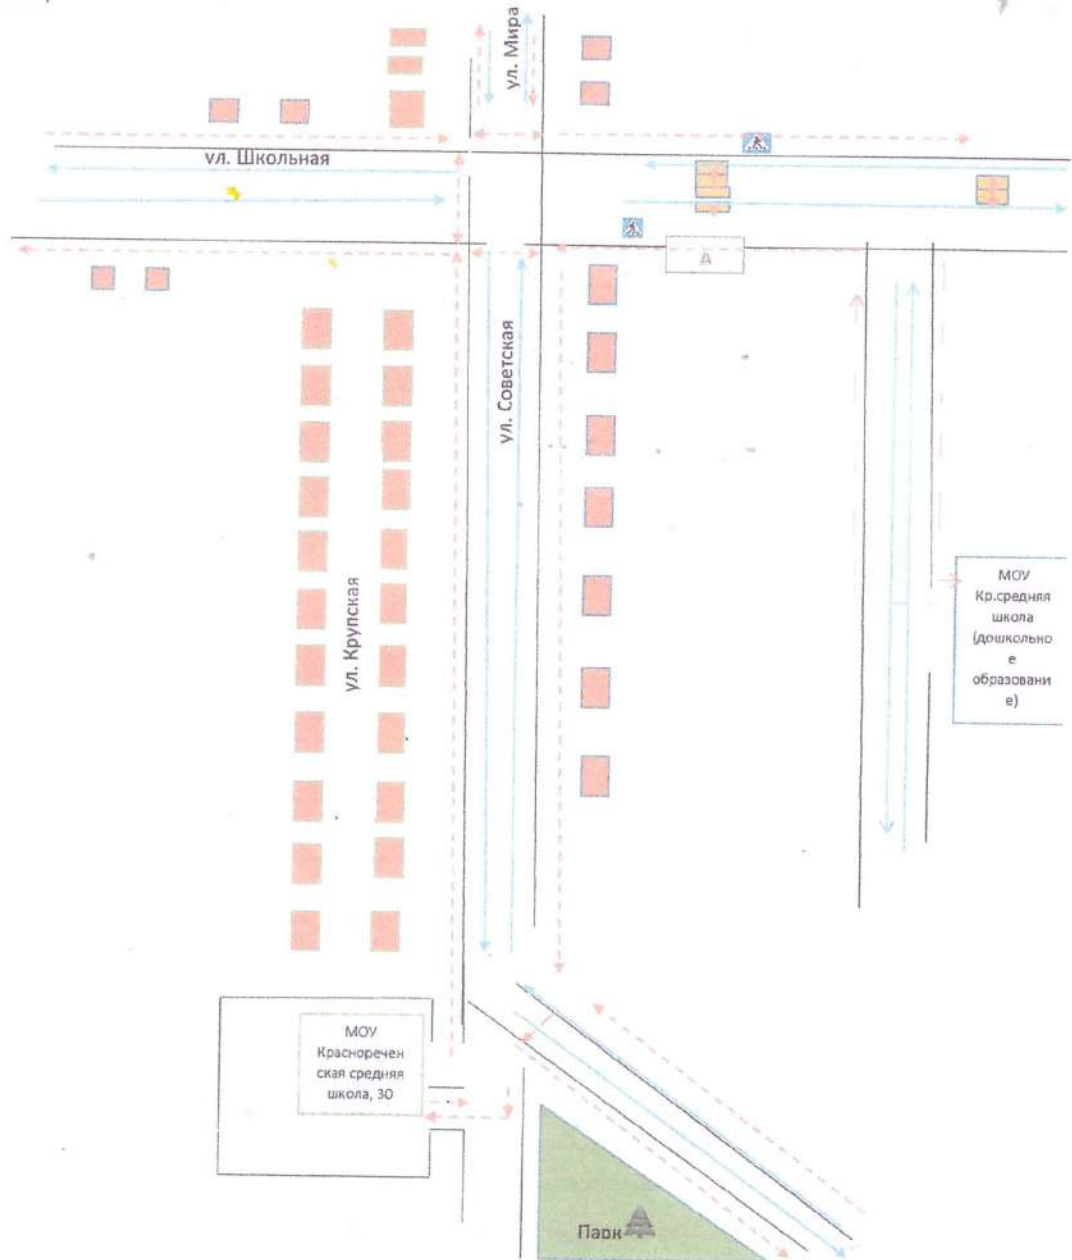 ул. Мира
ул. Школьная
А
ул. Советская
ул. Крупская
МОУ
Кр.средняя
школа
(дошкольно
е
образовани
е)
МОУ
Красноречен
ская средняя
школа, 30
Парк